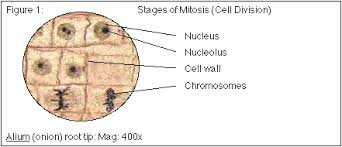 Figure 1: Stages of Mitosis (Cell Division)
Nucleus
Nucleolus
Cell wall
Chromosomes
Alium (onion) root tip: Mag: 400x